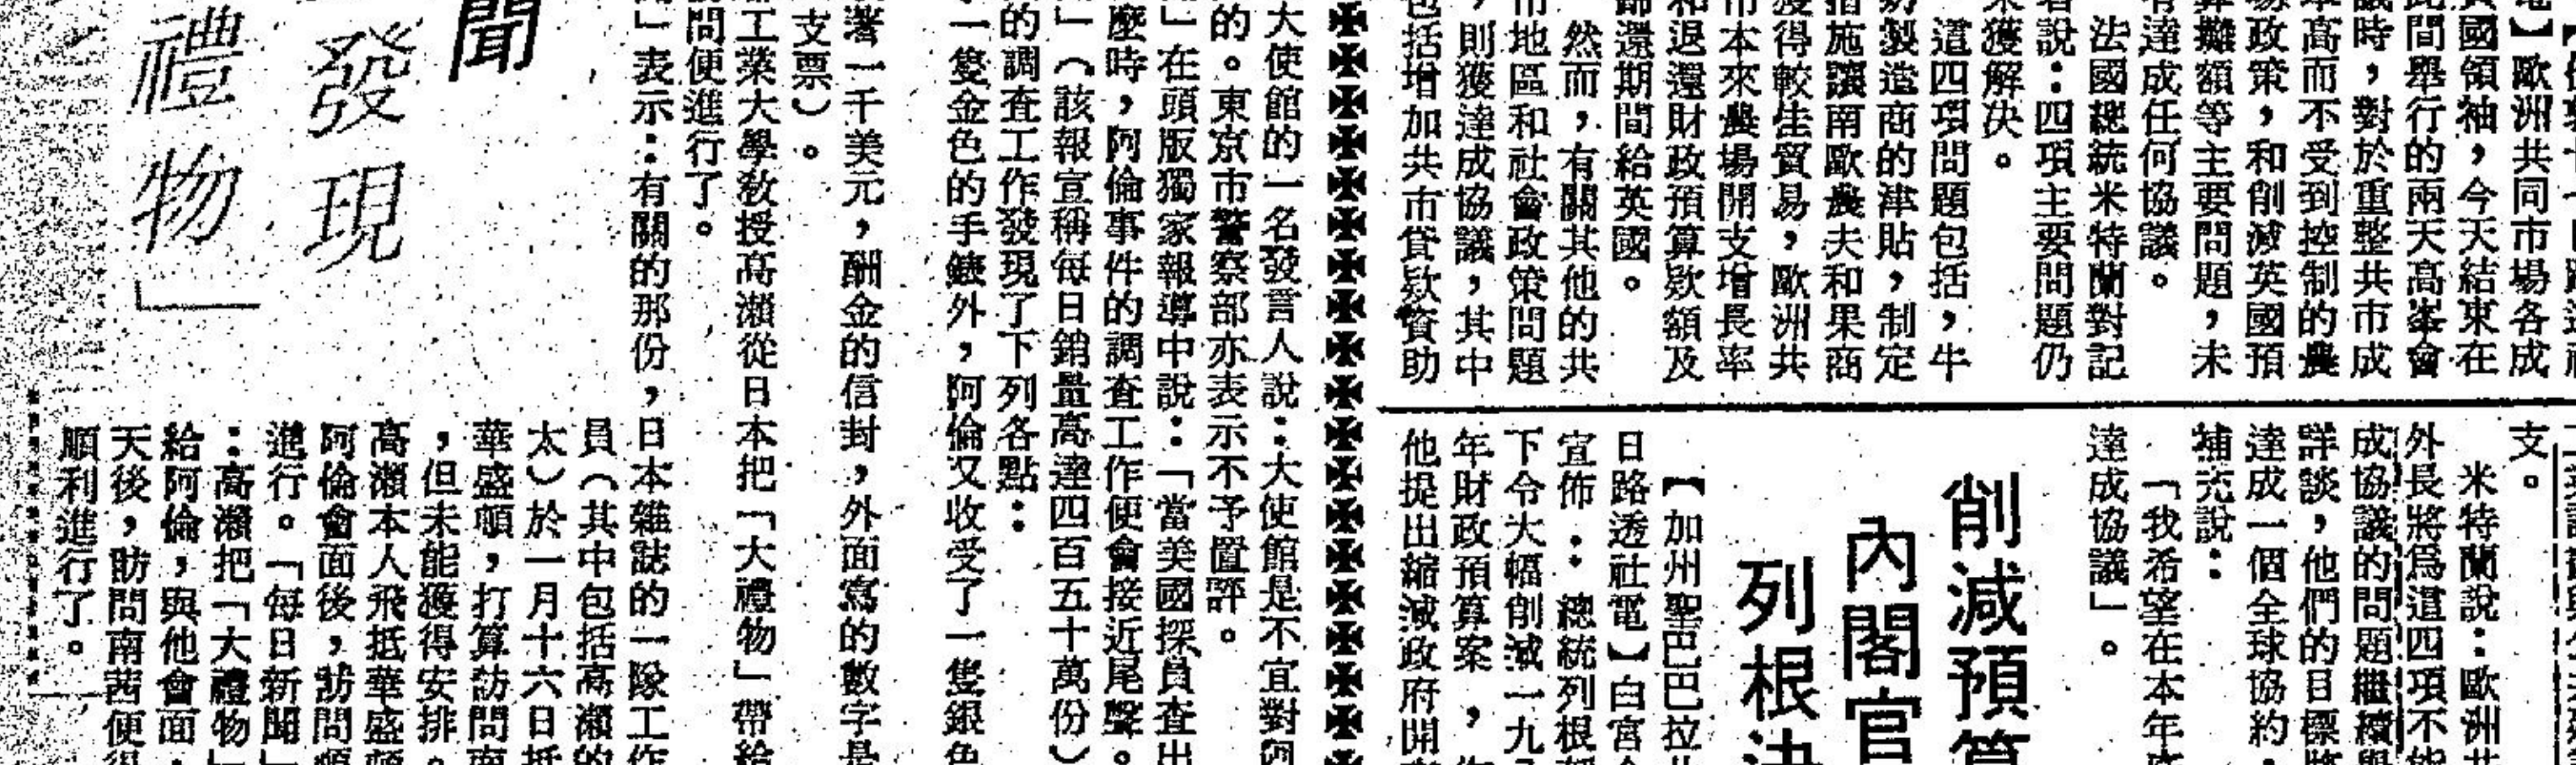 電】歐洲共同市場各成
員國領袖，今天結束在
此間舉行的兩天高峯會
議時，對於重整共市成
率高而不受到控制的農
場政策，和削減英國預
算攤額等主要問題，未
有達成任何協議。
法國總統米特蘭對記
者說：四項主要問題仍
未獲解決。
這四項問題包括，牛
奶製造商的津貼，制定
措施讓南歐農夫和果商
獲得較佳貿易，歐洲共
市本來農場開支增長率
和退還財政預算欵額及
還期間給英國。
然而，有關其他的共
市地區和社會政策問題
，則獲達成協議，其中
包括增加共市貸欵資助
支。
米特蘭說：歐洲共
外長將爲這四項不能
成協議的問題繼續與
詳談，他們的目標將
達成一個全球協約，
補充說：
「我希望在本年底
達成協議」。
削減預算
內閣官
列根決
【加州聖巴巴拉
日路透社電】白宮今
宣佈：總統列根
下令大幅削減一九八
年財政預算案，
他提出縮減政府開
大使館的一名發言人說：大使館是不宜對阿
的。東京市警察部亦表示不予置評。
」在頭版獨家報導中說：「當美國探員查出
麼時，阿倫事件的調查工作便會接近尾聲。
」（該報宣稱每日銷量高達四百五十萬份）
的調查工作發現了下列各點：
一隻金色的手錶外，阿倫又收受了一隻銀色
著一千美元，酬金的信封，外面寫的數字是
支票）。
工業大學敎授高瀨從日本把「大禮物」帶給
問便進行了。
」表示：有關的那份，日本雜誌的一隊工作
員（其中包括高瀨的
太）於一月十六日抵
華盛頓，打算訪問南
，但未能獲得安排。
高瀨本人飛抵華盛頓
阿倫會面後，訪問頓
進行。「每日新聞」
：高瀨把「大禮物」
給阿倫，與他會面，
天後，訪問南茜便得
順利進行了。
聞
發現
禮物」